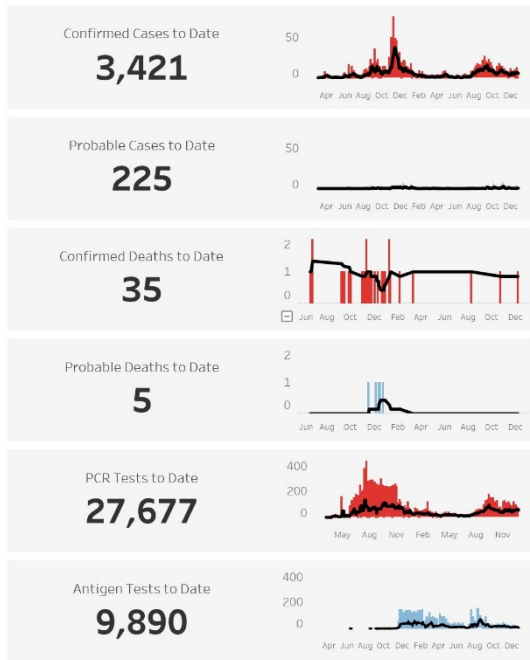 Confirmed Cases to Date
3,421
50
0
Apr Jun Aug Oct Dec Feb Apr Jun Aug Oct Dec
Probable Cases to Date
225
50
0
Apr Jun Aug Oct Dec Feb Apr Jun Aug Oct Dec
Confirmed Deaths to Date
35
2
1
0
Jun Aug Oct Dec Feb Apr Jun Aug Oct Dec
Probable Deaths to Date
5
2
1
0
Jun Aug Oct Dec Feb Apr Jun Aug Oct Dec
PCR Tests to Date
27,677
400
200
0
May Aug Nov Feb May Aug Nov
Antigen Tests to Date
9,890
400
200
0
Apr Jun Aug Oct Dec Feb Apr Jun Aug Oct Dec